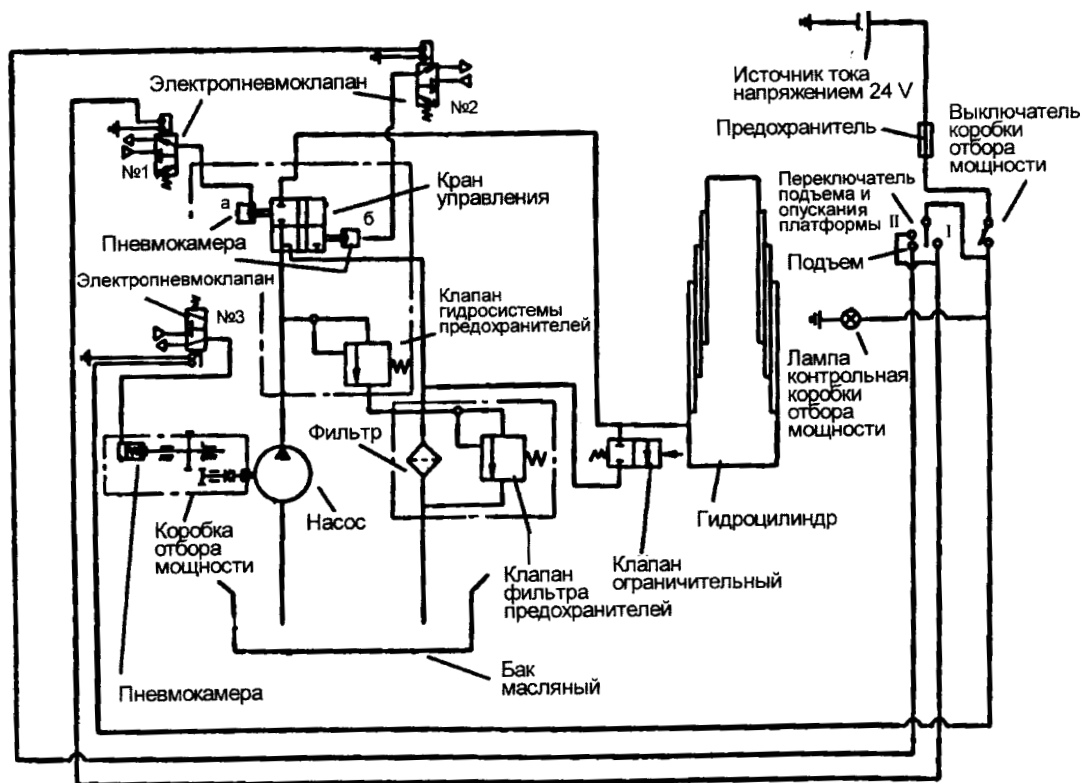 Электропневмоклапан
№2
№1
а
б
Кран
управления
Пневмокамера
Электропневмоклапан
№3
Клапан
гидросистемы
предохранителей
Фильтр
Насос
Коробка
отбора
мощности
Пневмокамера
Клапан
фильтра
предохранителей
Бак
масляный
Клапан
ограничительный
Гидроцилиндр
Источник тока
напряжением 24 V
Предохранитель
Выключатель
коробки
отбора
мощности
Переключатель
подъема и
опускания
платформы
II
I
Подъем
Лампа
контрольная
коробки
отбора
мощности